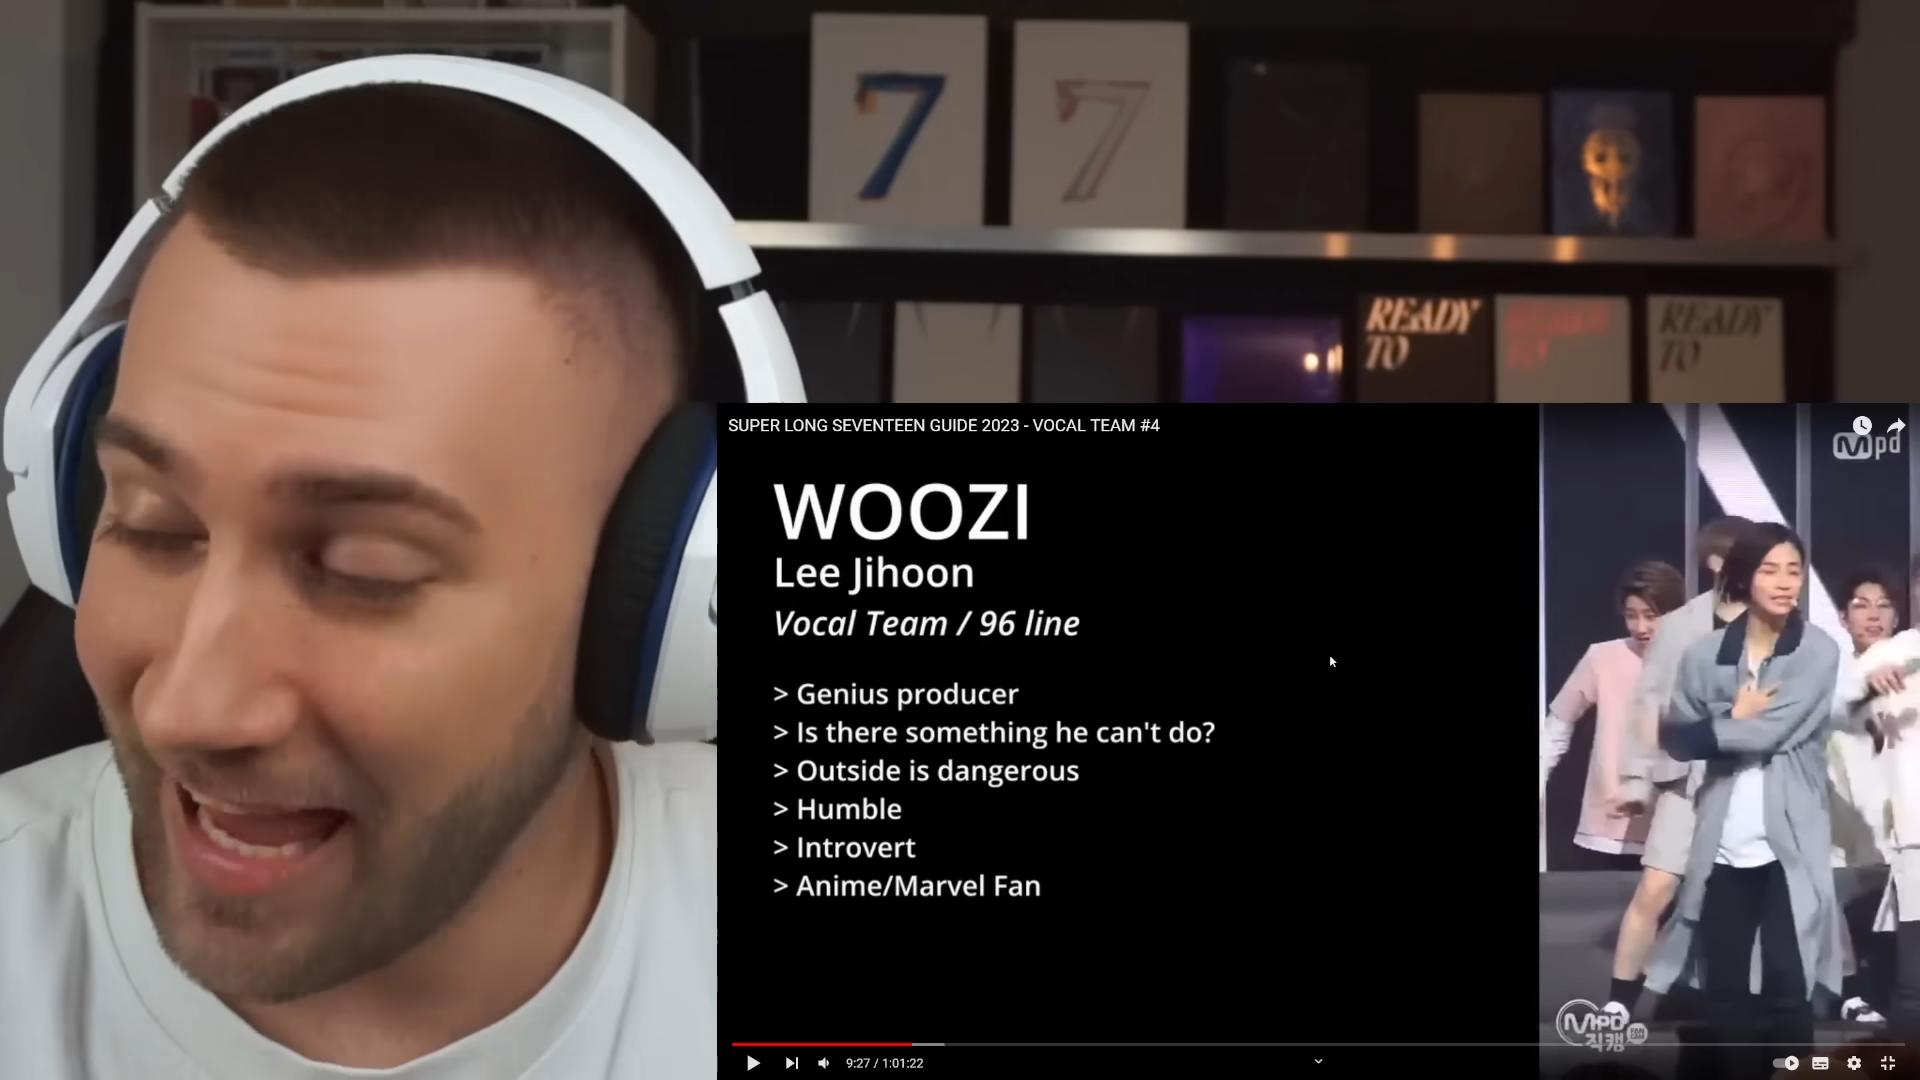 7
7
READY
TO
READY
TO
READY
TO
SUPER LONG SEVENTEEN GUIDE 2023 - VOCAL TEAM #4
Mpd
WOOZI
Lee Jihoon
Vocal Team / 96 line
> Genius producer
> Is there something he can't do?
> Outside is dangerous
> Humble
> Introvert
> Anime/Marvel Fan
MPD
직캠
9:27 / 1:01:22